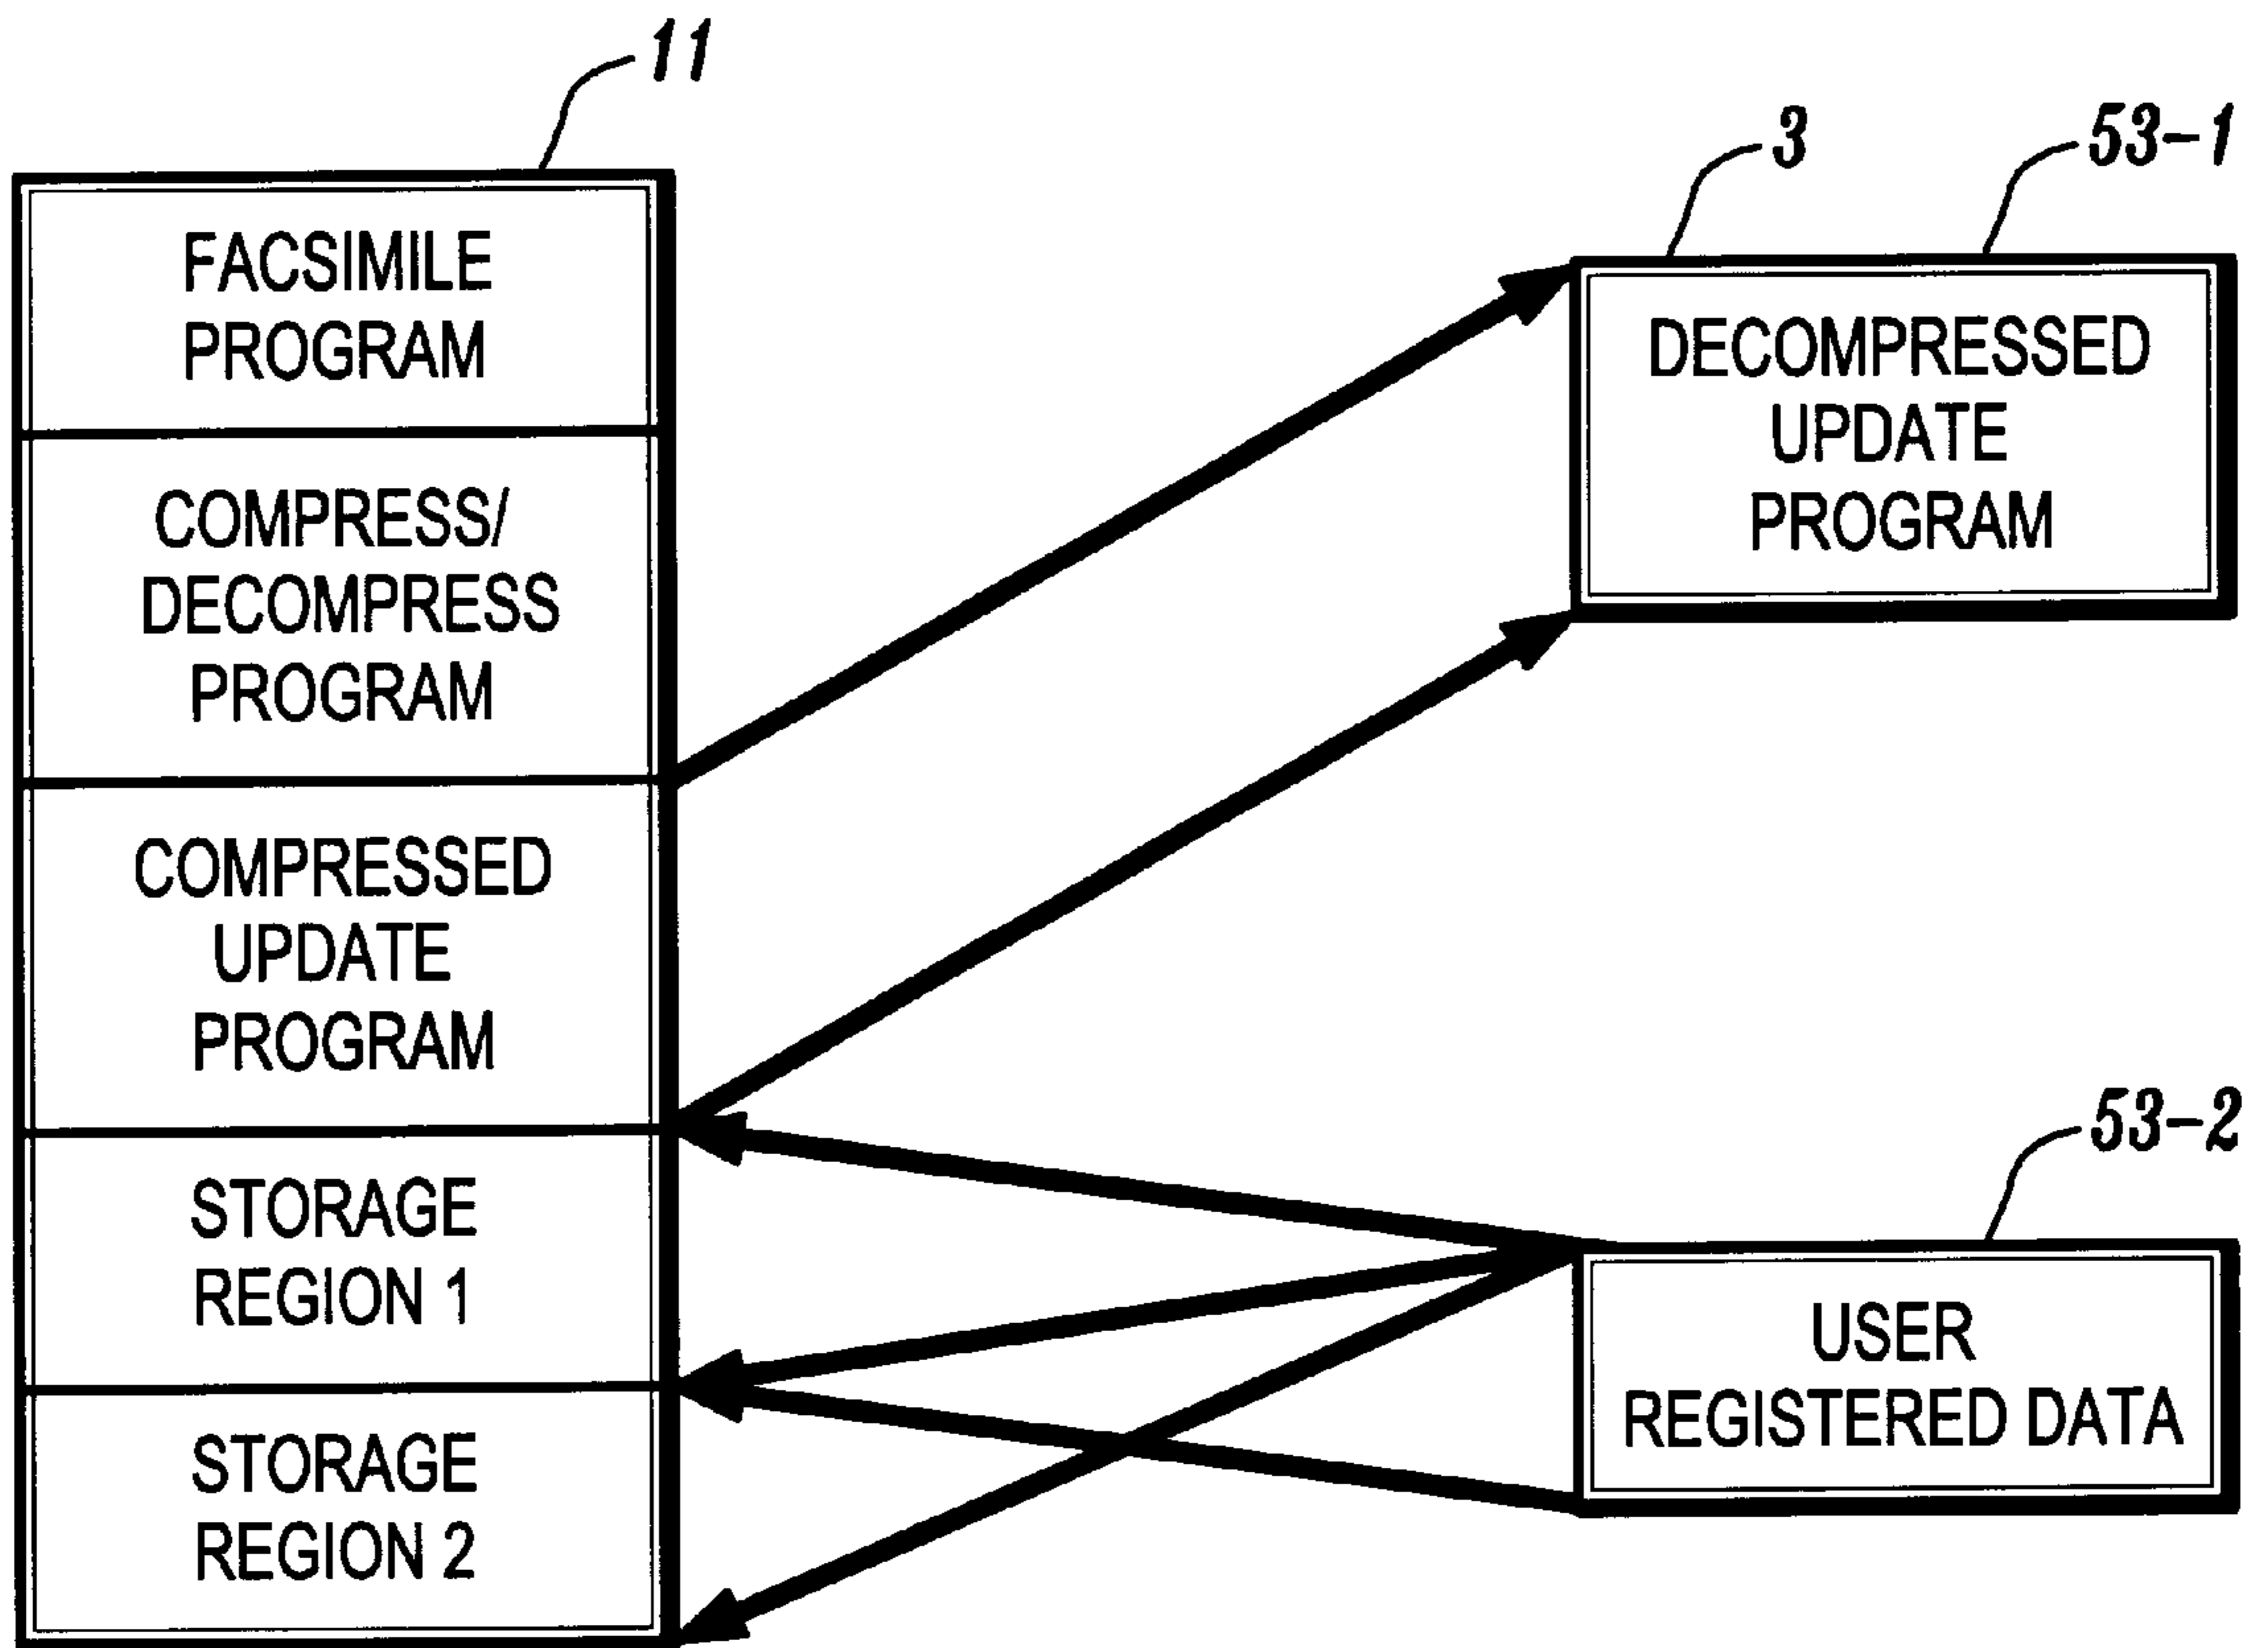 11
FACSIMILE
PROGRAM
COMPRESS/
DECOMPRESS
PROGRAM
COMPRESSED
UPDATE
PROGRAM
STORAGE
REGION 1
STORAGE
REGION 2
3
53-1
DECOMPRESSED
UPDATE
PROGRAM
53-2
USER
REGISTERED DATA